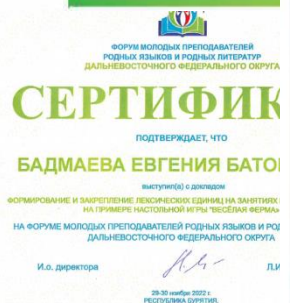 ФОРУМ МОЛОДЫХ ПРЕПОДАВАТЕЛЕЙ
РОДНЫХ ЯЗЫКОВ И РОДНЫХ ЛИТЕРАТУР
ДАЛЬНЕВОСТОЧНОГО ФЕДЕРАЛЬНОГО ОКРУГА
СЕРТИФИК
ПОДТВЕРЖДАЕТ, ЧТО
БАДМАЕВА ЕВГЕНИЯ БАТО
выступил(а) с докладом
ФОРМИРОВАНИЕ И ЗАКРЕПЛЕНИЕ ЛЕКСИЧЕСКИХ ЕДИНИЦ НА ЗАНЯТИЯХ
НА ПРИМЕРЕ НАСТОЛЬНОЙ ИГРЫ "ВЕСЁЛАЯ ФЕРМА»
НА ФОРУМЕ МОЛОДЫХ ПРЕПОДАВАТЕЛЕЙ РОДНЫХ ЯЗЫКОВ И РОД
ДАЛЬНЕВОСТОЧНОГО ФЕДЕРАЛЬНОГО ОКРУГА
И.о. директора Л.И
28-30 ноября 2022 г.
РЕСПУБЛИКА БУРЯТИЯ,